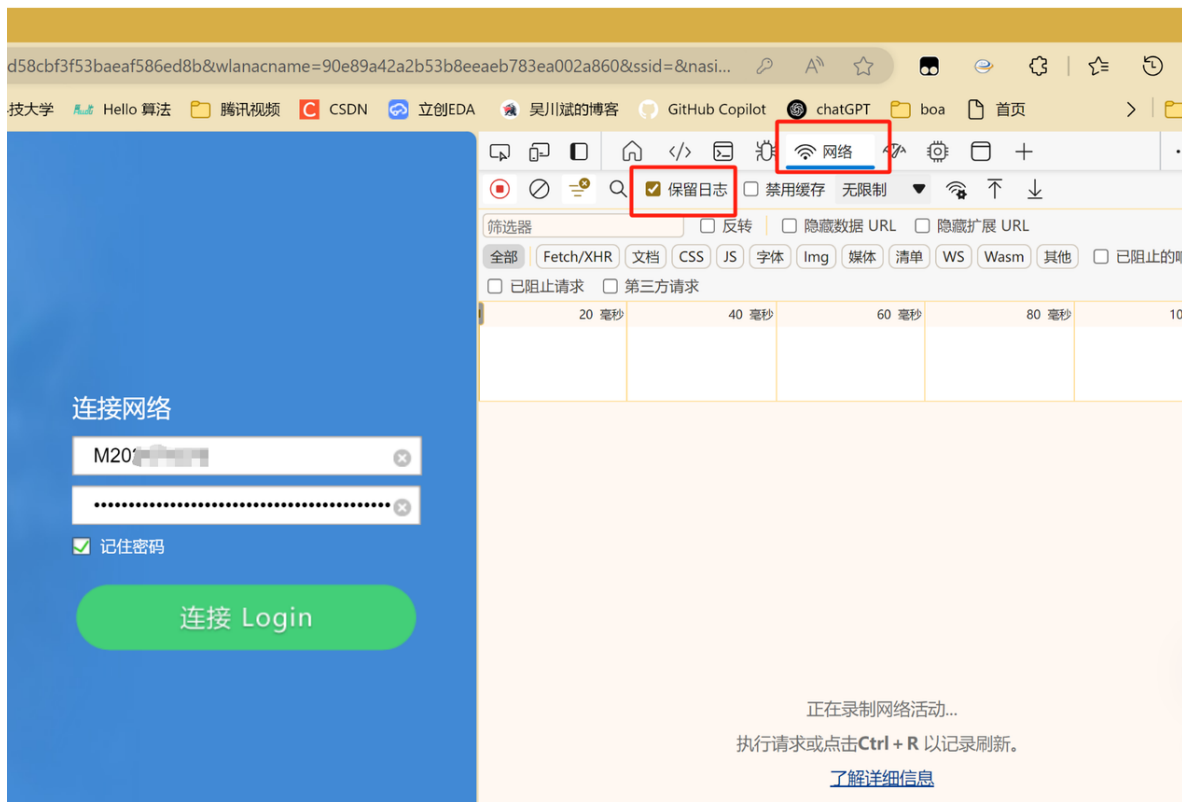 d58cbf3f53baeaf586ed8b&wlanacname=90e89a42a2b53b8eeaeb783ea002a860&ssid=&nasi...
技大学 Hello 算法 腾讯视频 CSDN 立创EDA 吴川斌的博客 GitHub Copilot chatGPT boa 首页
网络
保留日志 禁用缓存 无限制
筛选器 反转 隐藏数据 URL 隐藏扩展 URL
全部 Fetch/XHR 文档 CSS JS 字体 Img 媒体 清单 WS Wasm 其他 已阻止的
已阻止请求 第三方请求
20 毫秒 40 毫秒 60 毫秒 80 毫秒 10
连接网络
M20
记住密码
连接 Login
正在录制网络活动...
执行请求或点击Ctrl + R 以记录刷新。
了解详细信息